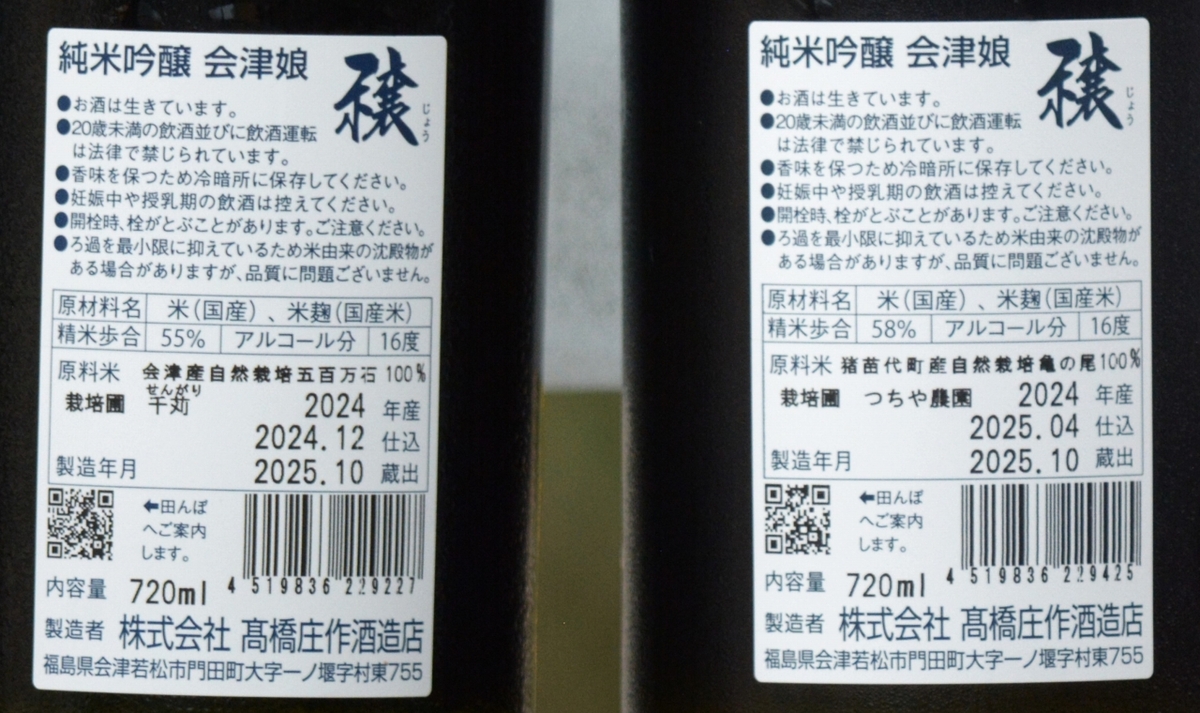 純米吟醸 会津娘
穣
じょう
●お酒は生きています。
●20歳未満の飲酒並びに飲酒運転
は法律で禁じられています。
●香味を保つため冷暗所に保存してください。
●妊娠中や授乳期の飲酒は控えてください。
●開栓時、栓がとぶことがあります。ご注意ください。
●ろ過を最小限に抑えているため米由来の沈殿物が
ある場合がありますが、品質に問題ございません。
原材料名 米(国産)、米麹(国産米)
精米歩合 55% アルコール分 16度
原料米 会津産自然栽培五百万石 100%
せんがり
栽培圃 千苅 2024 年産
2024.12 仕込
製造年月 2025.10 蔵出
←田んぼ
へご案内
します。
4 519836 229227
内容量 720ml
製造者 株式会社 髙橋庄作酒造店
福島県会津若松市門田町大字一ノ堰字村東755
純米吟醸 会津娘
穣
じょう
●お酒は生きています。
●20歳未満の飲酒並びに飲酒運転
は法律で禁じられています。
●香味を保つため冷暗所に保存してください。
●妊娠中や授乳期の飲酒は控えてください。
●開栓時、栓がとぶことがあります。ご注意ください。
●ろ過を最小限に抑えているため米由来の沈殿物が
ある場合がありますが、品質に問題ございません。
原材料名 米(国産)、米麹(国産米)
精米歩合 58% アルコール分 16度
原料米 猪苗代町産自然栽培亀の尾100%
栽培圃 つちや農園 2024 年産
2025.04 仕込
製造年月 2025.10 蔵出
←田んぼ
へご案内
します。
4 519836 229425
内容量 720ml
製造者 株式会社 髙橋庄作酒造店
福島県会津若松市門田町大字一ノ堰字村東755